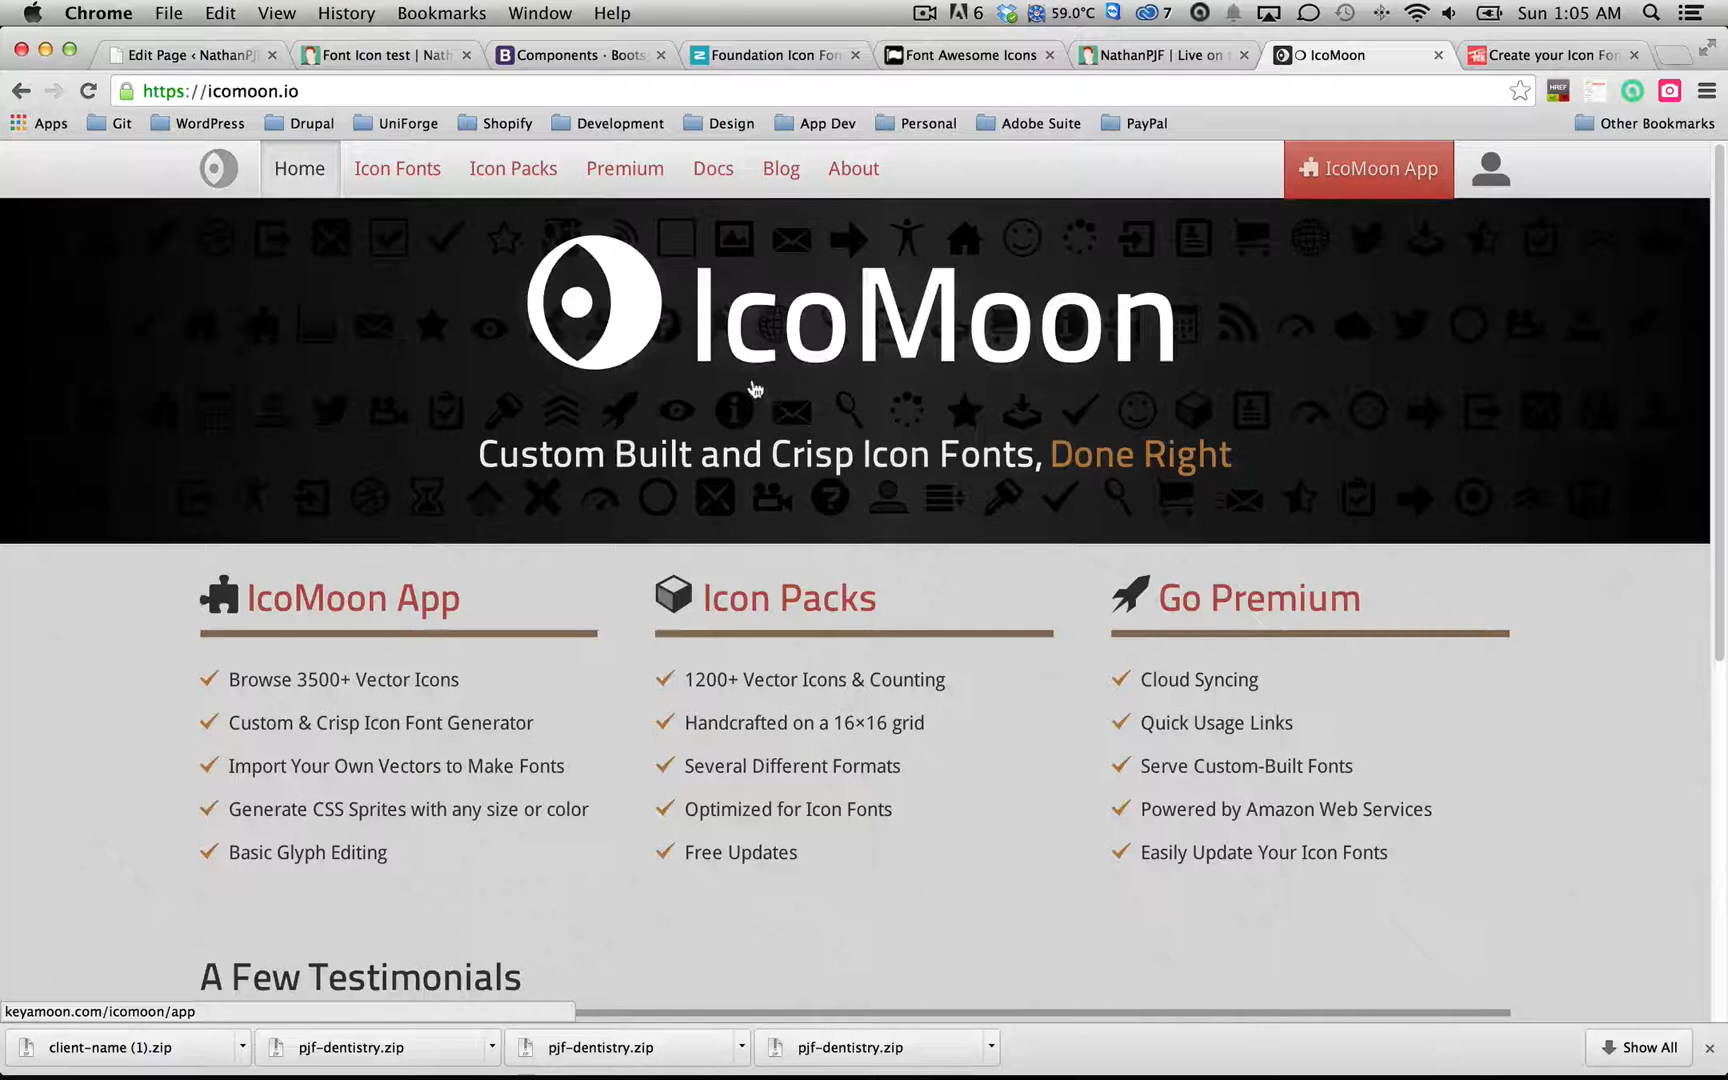 Chrome File Edit View History Bookmarks Window Help 6 59.0°C 7 Sun 1:05 AM
Edit Page ‹ NathanPJF Font Icon test | Nath Components · Boots Foundation Icon Fon Font Awesome Icons NathanPJF | Live on t IcoMoon Create your Icon Fon
https://icomoon.io
Apps Git WordPress Drupal UniForge Shopify Development Design App Dev Personal Adobe Suite PayPal Other Bookmarks
Home Icon Fonts Icon Packs Premium Docs Blog About IcoMoon App
IcoMoon
Custom Built and Crisp Icon Fonts, Done Right
IcoMoon App Icon Packs Go Premium
Browse 3500+ Vector Icons 1200+ Vector Icons & Counting Cloud Syncing
Custom & Crisp Icon Font Generator Handcrafted on a 16×16 grid Quick Usage Links
Import Your Own Vectors to Make Fonts Several Different Formats Serve Custom-Built Fonts
Generate CSS Sprites with any size or color Optimized for Icon Fonts Powered by Amazon Web Services
Basic Glyph Editing Free Updates Easily Update Your Icon Fonts
A Few Testimonials
keyamoon.com/icomoon/app
client-name (1).zip pjf-dentistry.zip pjf-dentistry.zip pjf-dentistry.zip Show All